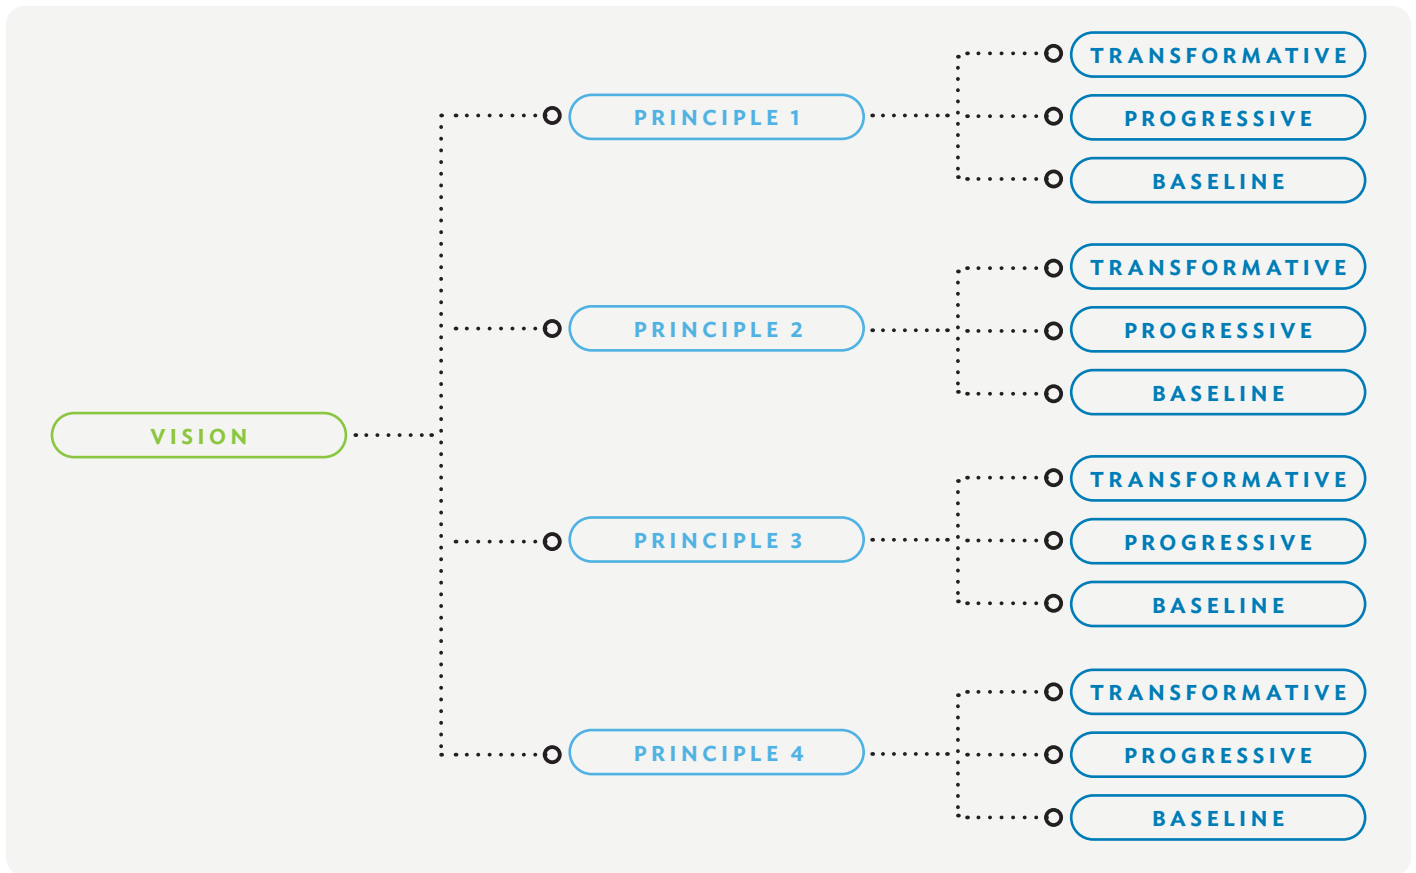 VISION
PRINCIPLE 1
TRANSFORMATIVE
PROGRESSIVE
BASELINE
PRINCIPLE 2
TRANSFORMATIVE
PROGRESSIVE
BASELINE
PRINCIPLE 3
TRANSFORMATIVE
PROGRESSIVE
BASELINE
PRINCIPLE 4
TRANSFORMATIVE
PROGRESSIVE
BASELINE